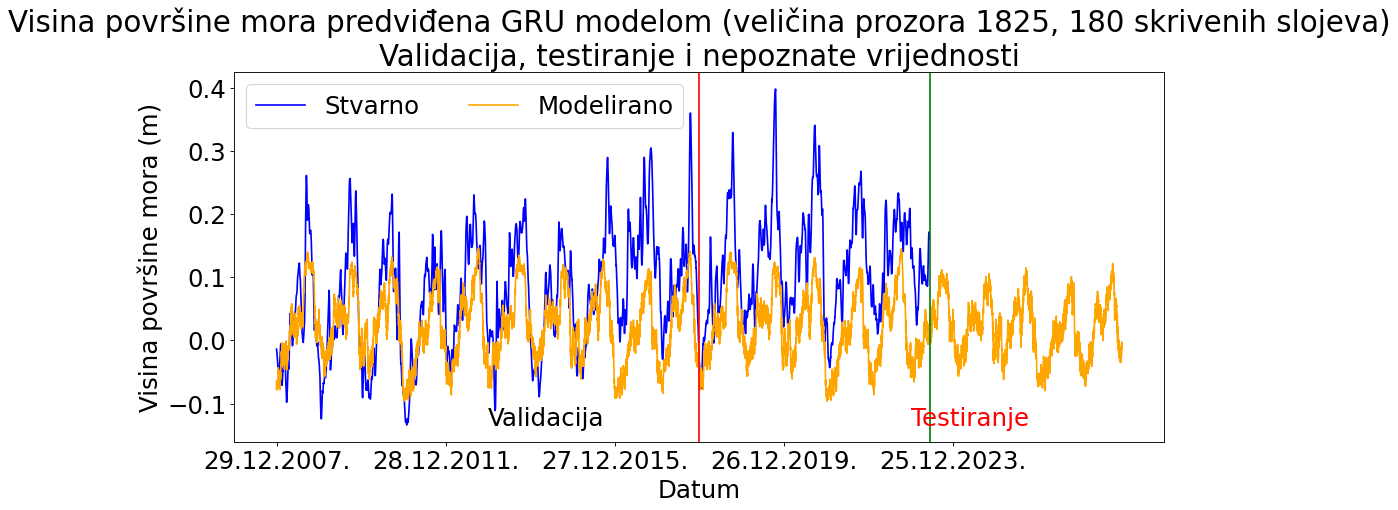 Visina površine mora predviđena GRU modelom (veličina prozora 1825, 180 skrivenih slojeva)
Validacija, testiranje i nepoznate vrijednosti
Stvarno
Modelirano
Visina površine mora (m)
0.4
0.3
0.2
0.1
0.0
−0.1
Validacija
Testiranje
29.12.2007.
28.12.2011.
27.12.2015.
26.12.2019.
25.12.2023.
Datum